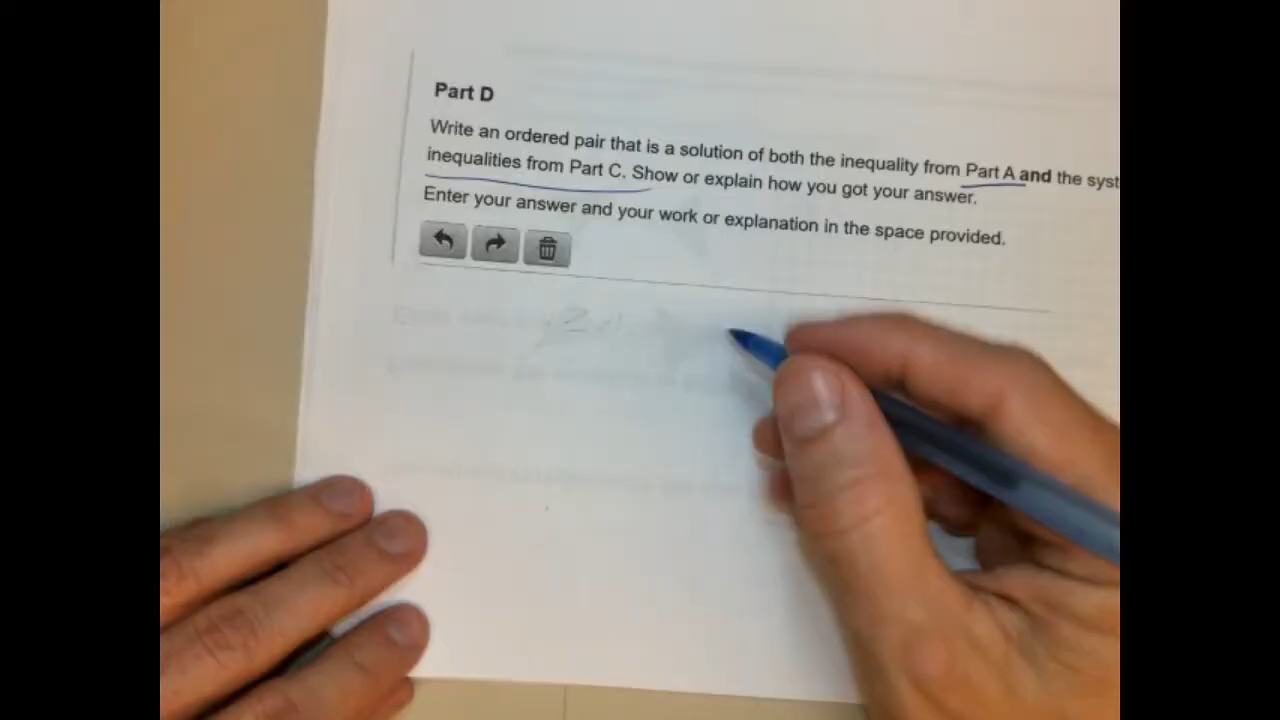 Part D
Write an ordered pair that is a solution of both the inequality from Part A and the syst
inequalities from Part C. Show or explain how you got your answer.
Enter your answer and your work or explanation in the space provided.